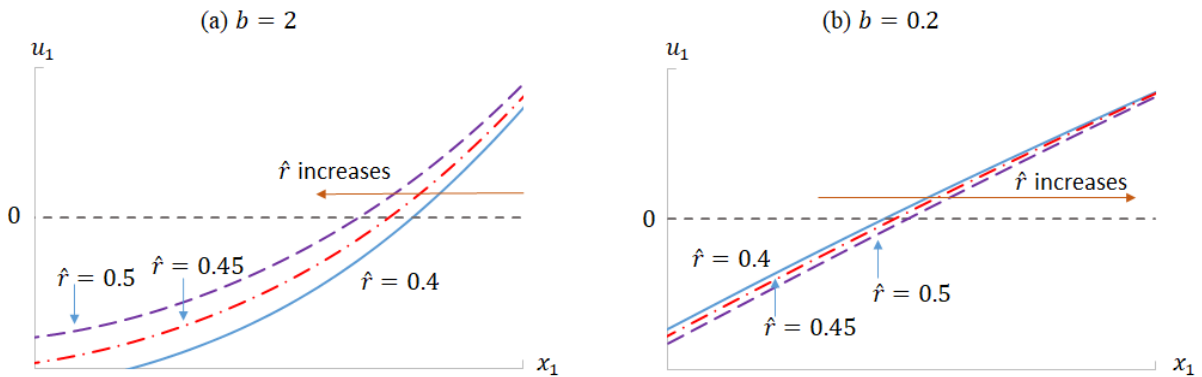 (a) b = 2
u₁
r̂ increases
0
r̂ = 0.5
r̂ = 0.45
r̂ = 0.4
x₁
(b) b = 0.2
u₁
r̂ increases
0
r̂ = 0.4
r̂ = 0.5
r̂ = 0.45
x₁